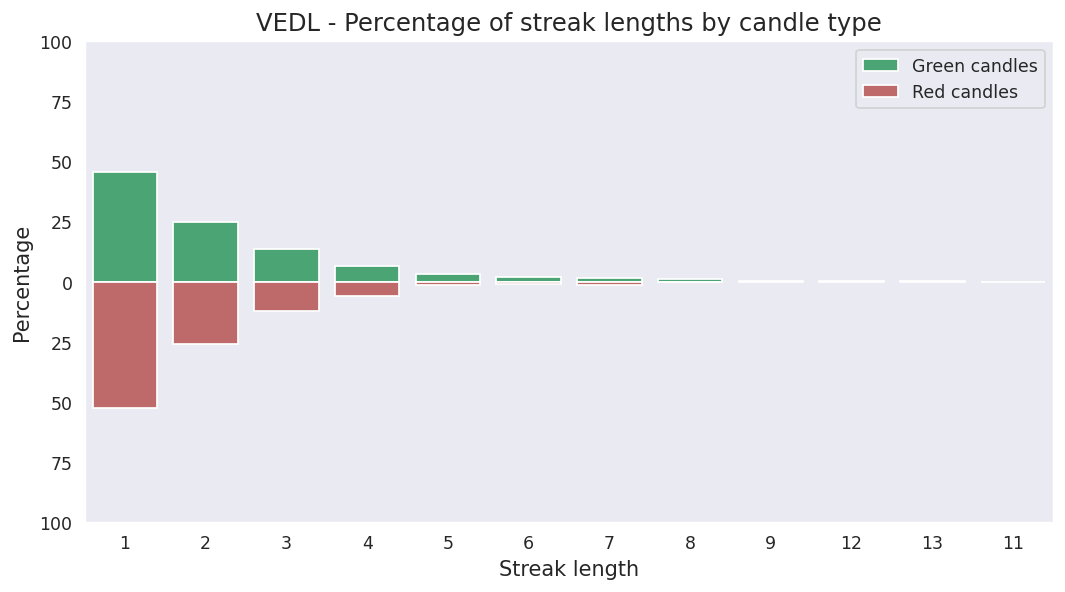 VEDL - Percentage of streak lengths by candle type
100
75
50
25
0
25
50
75
100
Percentage
Green candles
Red candles
1 2 3 4 5 6 7 8 9 12 13 11
Streak length